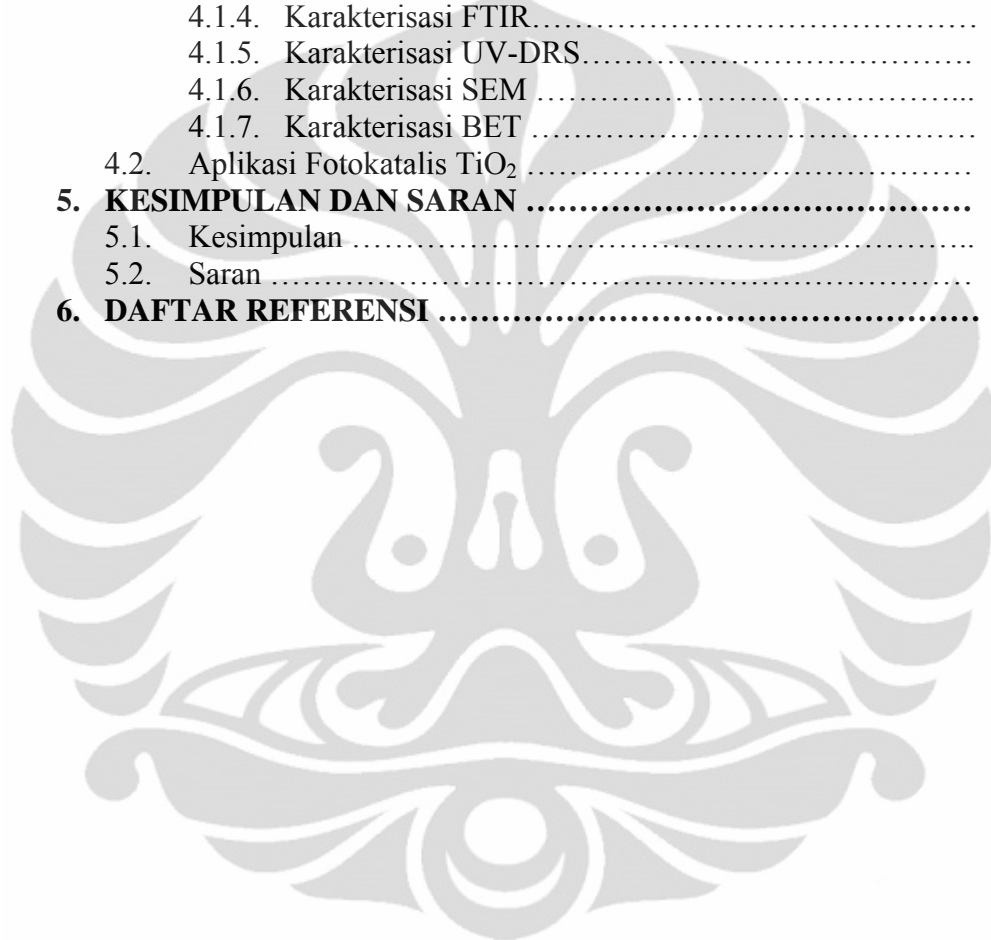 4.1.4. Karakterisasi FTIR……………………………………
4.1.5. Karakterisasi UV-DRS……………………………….
4.1.6. Karakterisasi SEM …………………………………...
4.1.7. Karakterisasi BET ……………………………………
4.2. Aplikasi Fotokatalis TiO₂ ……………………………………
5. KESIMPULAN DAN SARAN ……………………………………
5.1. Kesimpulan …………………………………………………..
5.2. Saran …………………………………………………………
6. DAFTAR REFERENSI …………………………………………….